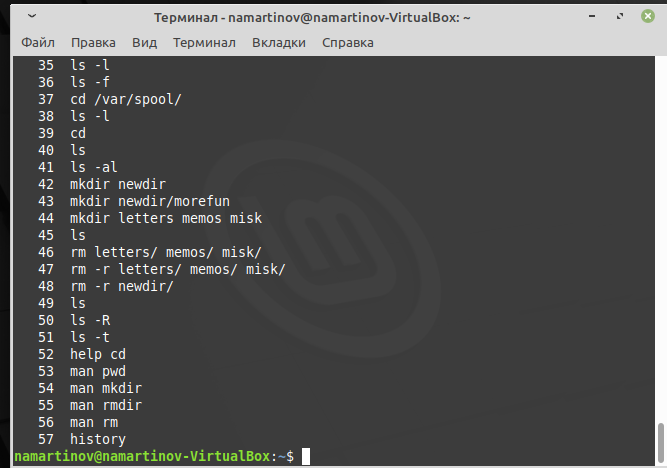 Терминал - namartinov@namartinov-VirtualBox: ~
Файл Правка Вид Терминал Вкладки Справка
35 ls -l
36 ls -f
37 cd /var/spool/
38 ls -l
39 cd
40 ls
41 ls -al
42 mkdir newdir
43 mkdir newdir/morefun
44 mkdir letters memos misk
45 ls
46 rm letters/ memos/ misk/
47 rm -r letters/ memos/ misk/
48 rm -r newdir/
49 ls
50 ls -R
51 ls -t
52 help cd
53 man pwd
54 man mkdir
55 man rmdir
56 man rm
57 history
namartinov@namartinov-VirtualBox:~$